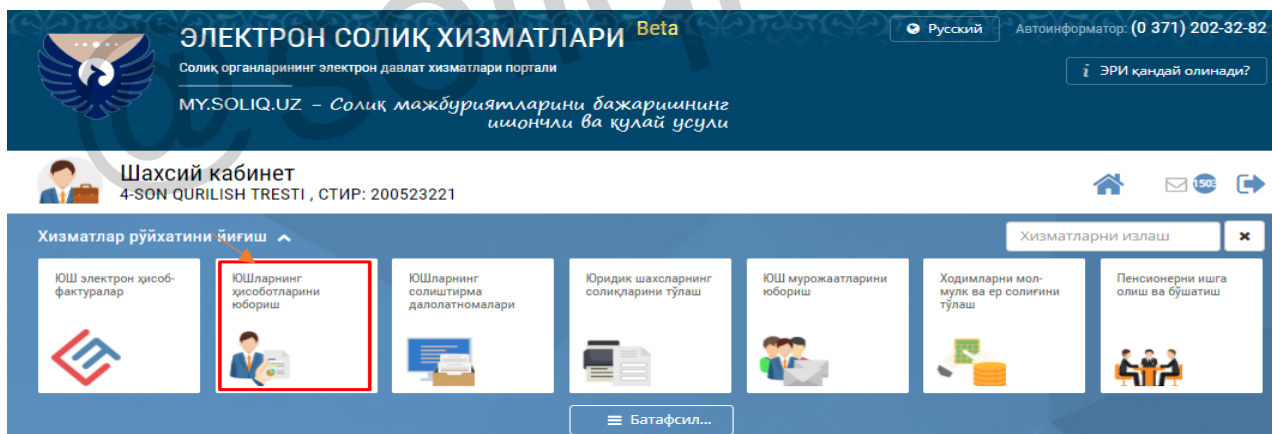 ЭЛЕКТРОН СОЛИҚ ХИЗМАТЛАРИ Beta
Русский
Автоинформатор: (0 371) 202-32-82
Солиқ органларининг электрон давлат хизматлари портали
ЭРИ қандай олинади?
MY.SOLIQ.UZ – Солиқ мажбуриятларини бажаришнинг
ишончли ва қулай усули
Шахсий кабинет
4-SON QURILISH TRESTI , СТИР: 200523221
1503
Хизматлар рўйхатини йиғиш
Хизматларни излаш
ЮШ электрон ҳисоб-
фактуралар
ЮШларнинг
ҳисоботларини
юбориш
ЮШларнинг
солиштирма
далолатномалари
Юридик шахсларнинг
солиқларини тўлаш
ЮШ мурожаатларини
юбориш
Ходимларни мол-
мулк ва ер солиғини
тўлаш
Пенсионерни ишга
олиш ва бўшатиш
Батафсил...